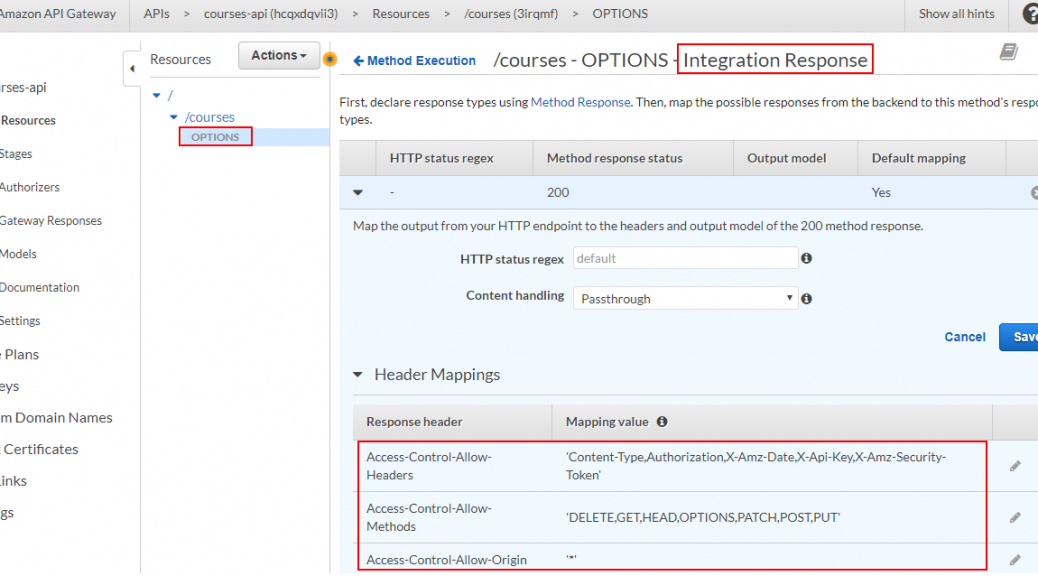 Amazon API Gateway APIs > courses-api (hcqxdqvii3) > Resources > /courses (3irqmf) > OPTIONS Show all hints ?
Resources Actions
Method Execution /courses - OPTIONS - Integration Response
rses-api
Resources
Stages
Authorizers
Gateway Responses
Models
Documentation
Settings
Plans
eys
m Domain Names
Certificates
inks
gs
/
/courses
OPTIONS
First, declare response types using Method Response. Then, map the possible responses from the backend to this method's respo
types.
HTTP status regex Method response status Output model Default mapping
- 200 Yes
Map the output from your HTTP endpoint to the headers and output model of the 200 method response.
HTTP status regex default
Content handling Passthrough
Cancel Save
Header Mappings
Response header Mapping value
Access-Control-Allow-
Headers
'Content-Type,Authorization,X-Amz-Date,X-Api-Key,X-Amz-Security-
Token'
Access-Control-Allow-
Methods
'DELETE,GET,HEAD,OPTIONS,PATCH,POST,PUT'
Access-Control-Allow-Origin '*'